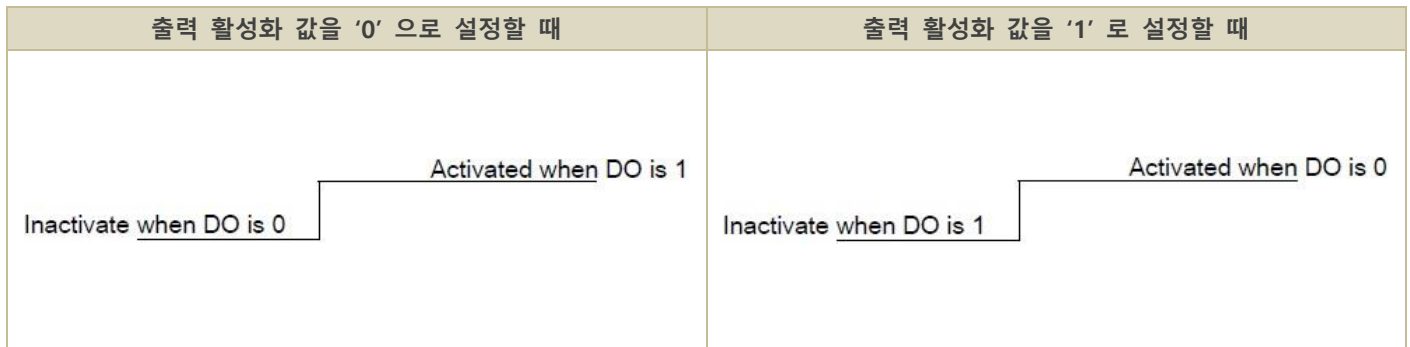 출력 활성화 값을 ‘0’ 으로 설정할 때
출력 활성화 값을 ‘1’ 로 설정할 때
Activated when DO is 1
Inactivate when DO is 0
Activated when DO is 0
Inactivate when DO is 1